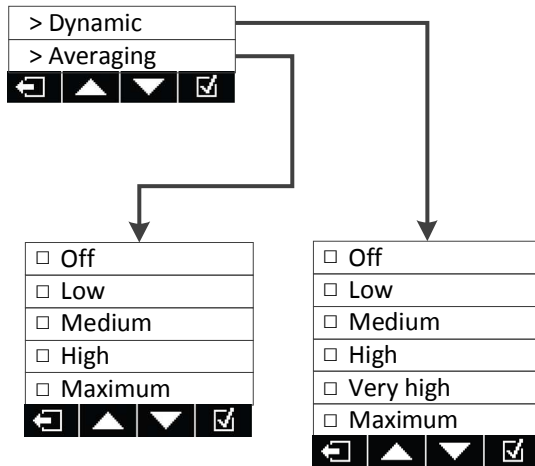 > Dynamic
> Averaging
Off
Low
Medium
High
Maximum
Off
Low
Medium
High
Very high
Maximum